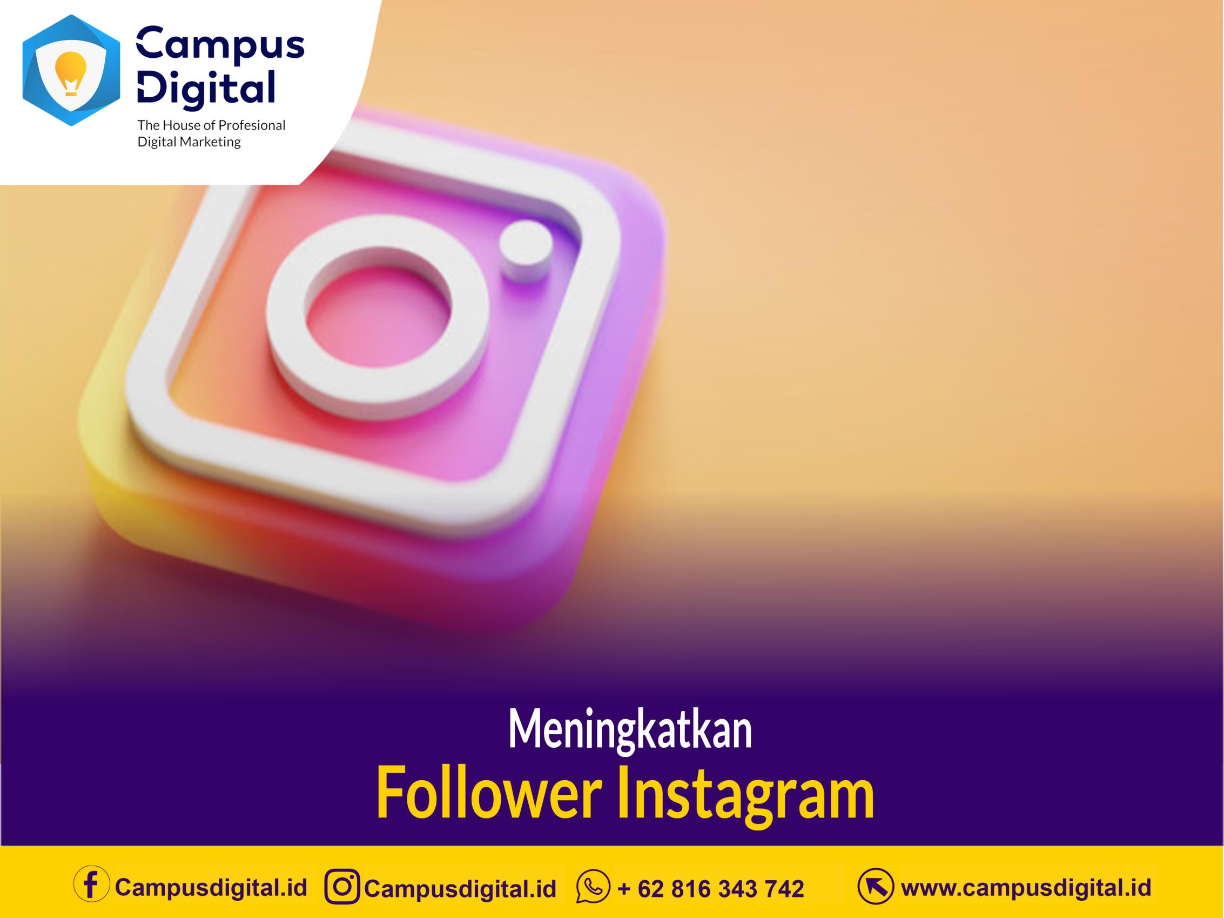 Campus
Digital
The House of Profesional
Digital Marketing
Meningkatkan
Follower Instagram
Campusdigital.id Campusdigital.id + 62 816 343 742 www.campusdigital.id